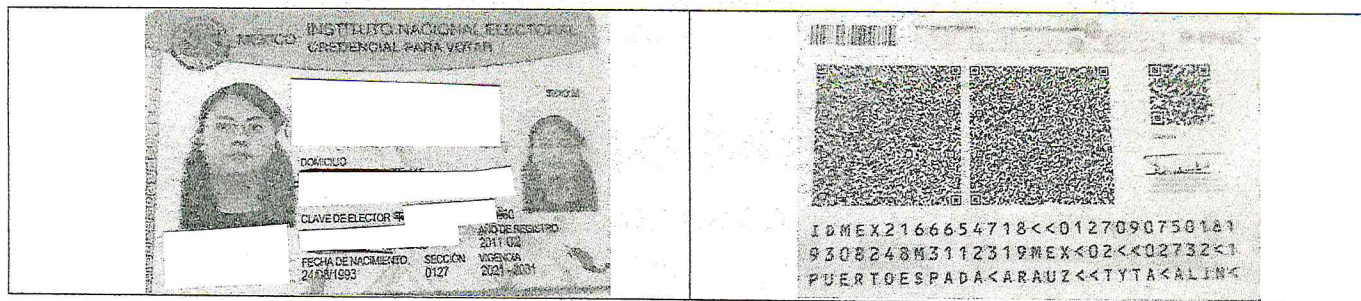 MÉXICO INSTITUTO NACIONAL ELECTORAL
CREDENCIAL PARA VOTAR
SEXO M
DOMICILIO
CLAVE DE ELECTOR
AÑO DE REGISTRO
2011 02
FECHA DE NACIMIENTO SECCIÓN VIGENCIA
24/08/1993 0127 2021-2031
IDMEX2166654718<<0127090750181
9308248M3112319MEX<02<<02732<1
PUERTOESPADA<ARAUZ<<TYTA<ALIN<